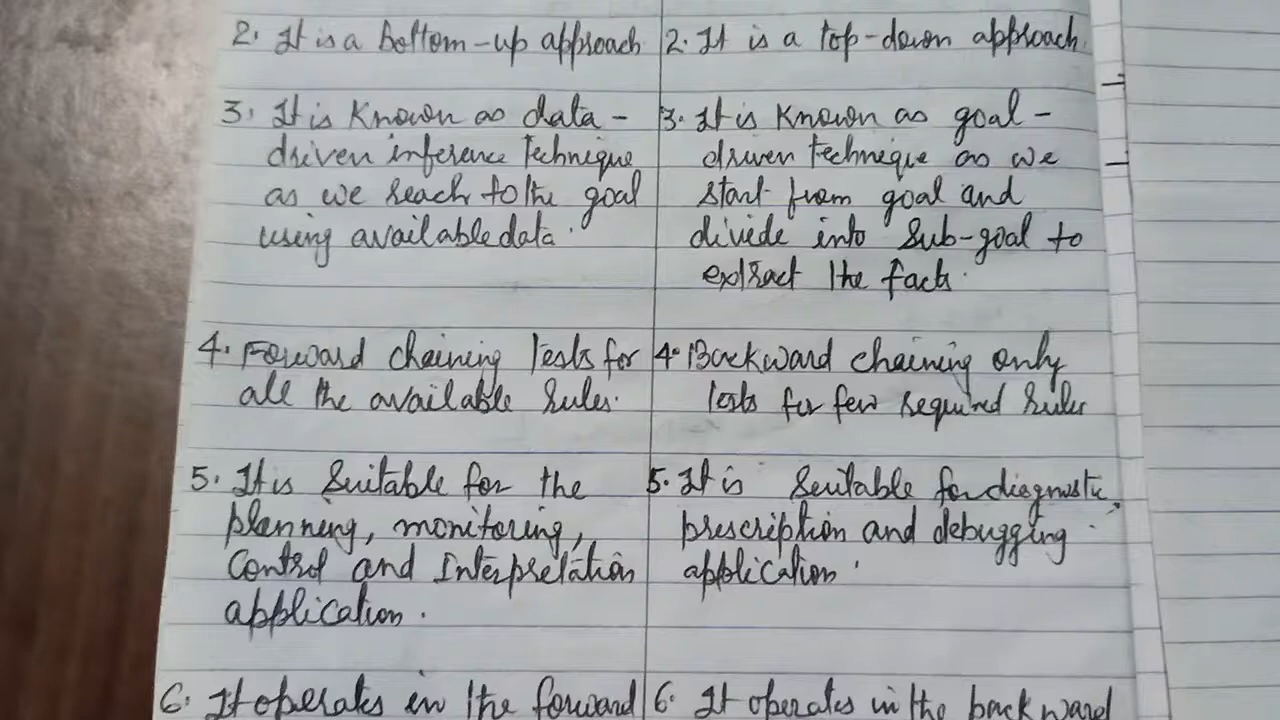 2. It is a bottom-up approach
3. It is Known as data -
driven inference technique
as we reach to the goal
using available data.
4. Forward chaining tests for
all the available rules.
5. It is Suitable for the
planning, monitoring,
Control and Interpretation
application.
6. It operates in the forward
2. It is a top-down approach
3. It is Known as goal -
driven technique as we
start from goal and
divide into Sub-goal to
extract the facts.
4. Backward chaining only
tests for few required rules
5. It is Suitable for diagnostic,
prescription and debugging
application.
6. It operates in the backward